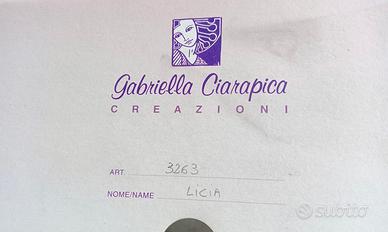 Gabriella Ciarapica
CREAZIONI
ART. 3263
NOME/NAME LICIA
subito